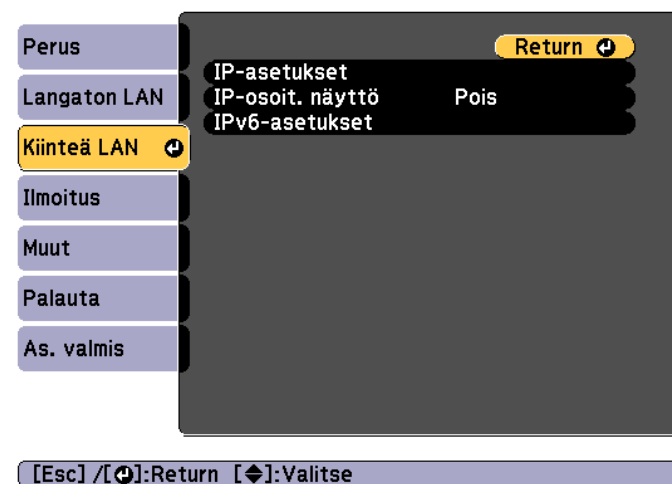 Perus
Langaton LAN
Kiinteä LAN
Ilmoitus
Muut
Palauta
As. valmis
Return
IP-asetukset
IP-osoit. näyttö Pois
IPv6-asetukset
[Esc] /[ ]:Return [ ]:Valitse